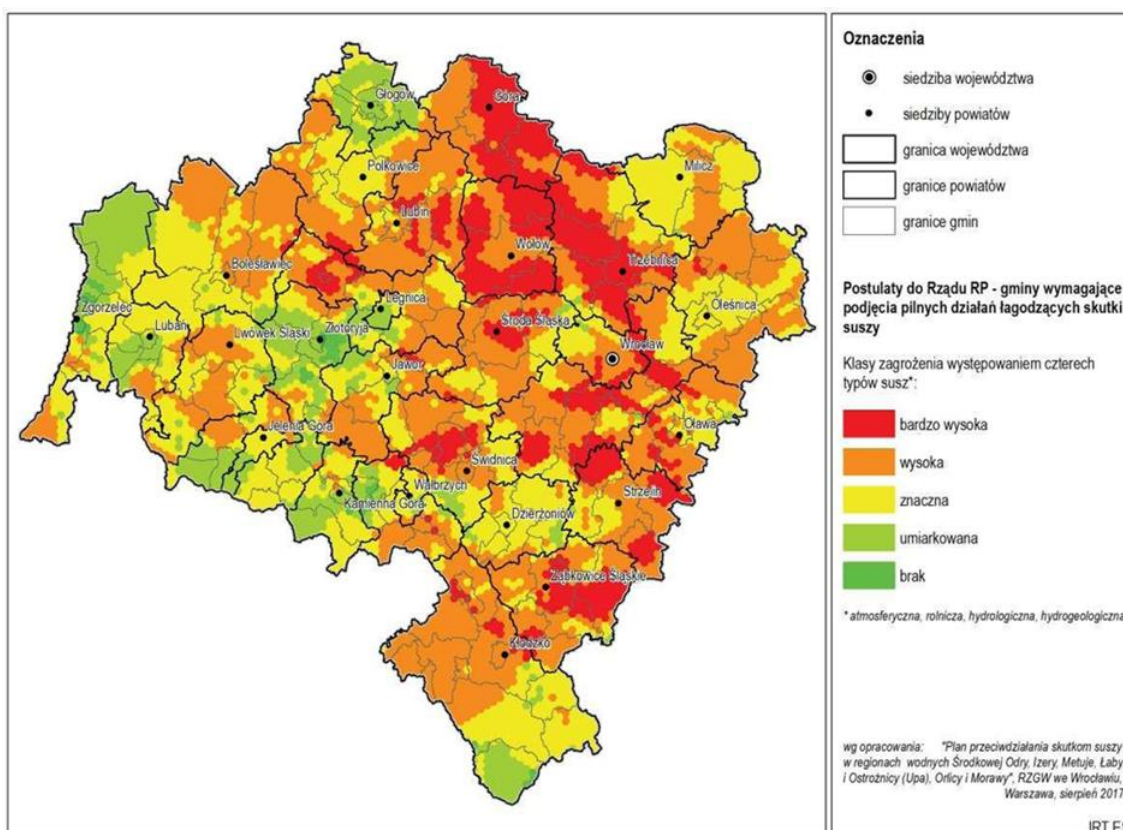 Głogów
Góra
Polkowice
Milicz
Lubin
Wołów
Bolesławiec
Trzebnica
Legnica
Oleśnica
Zgorzelec
Lubań
Lwówek Śląski
Złotoryja
Środa Śląska
Wrocław
Jawor
Jelenia Góra
Oława
Świdnica
Wałbrzych
Kamienna Góra
Strzelin
Dzierżoniów
Ząbkowice Śląskie
Kłodzko
Oznaczenia
siedziba województwa
siedziby powiatów
granica województwa
granice powiatów
granice gmin
Postulaty do Rządu RP - gminy wymagające
podjęcia pilnych działań łagodzących skutki
suszy
Klasy zagrożenia występowaniem czterech
typów susz*:
bardzo wysoka
wysoka
znaczna
umiarkowana
brak
* atmosferyczna, rolnicza, hydrologiczna, hydrogeologiczna
wg opracowania: "Plan przeciwdziałania skutkom suszy
w regionach wodnych Środkowej Odry, Izery, Metuje, Łaby
i Ostrożnicy (Upa), Orlicy i Morawy", RZGW we Wrocławiu,
Warszawa, sierpień 2017
IRT